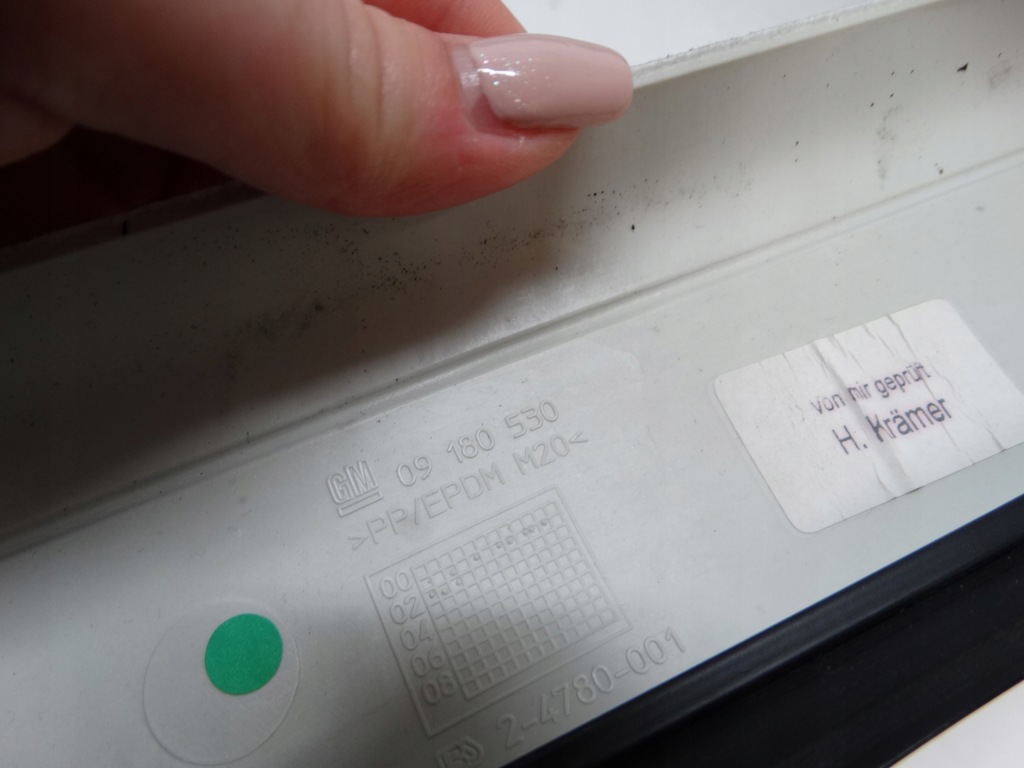 GM 09 180 530
>PP/EPDM M20<
00
02
04
06
08
2-4780-001
Von mir geprüft
H. Krämer